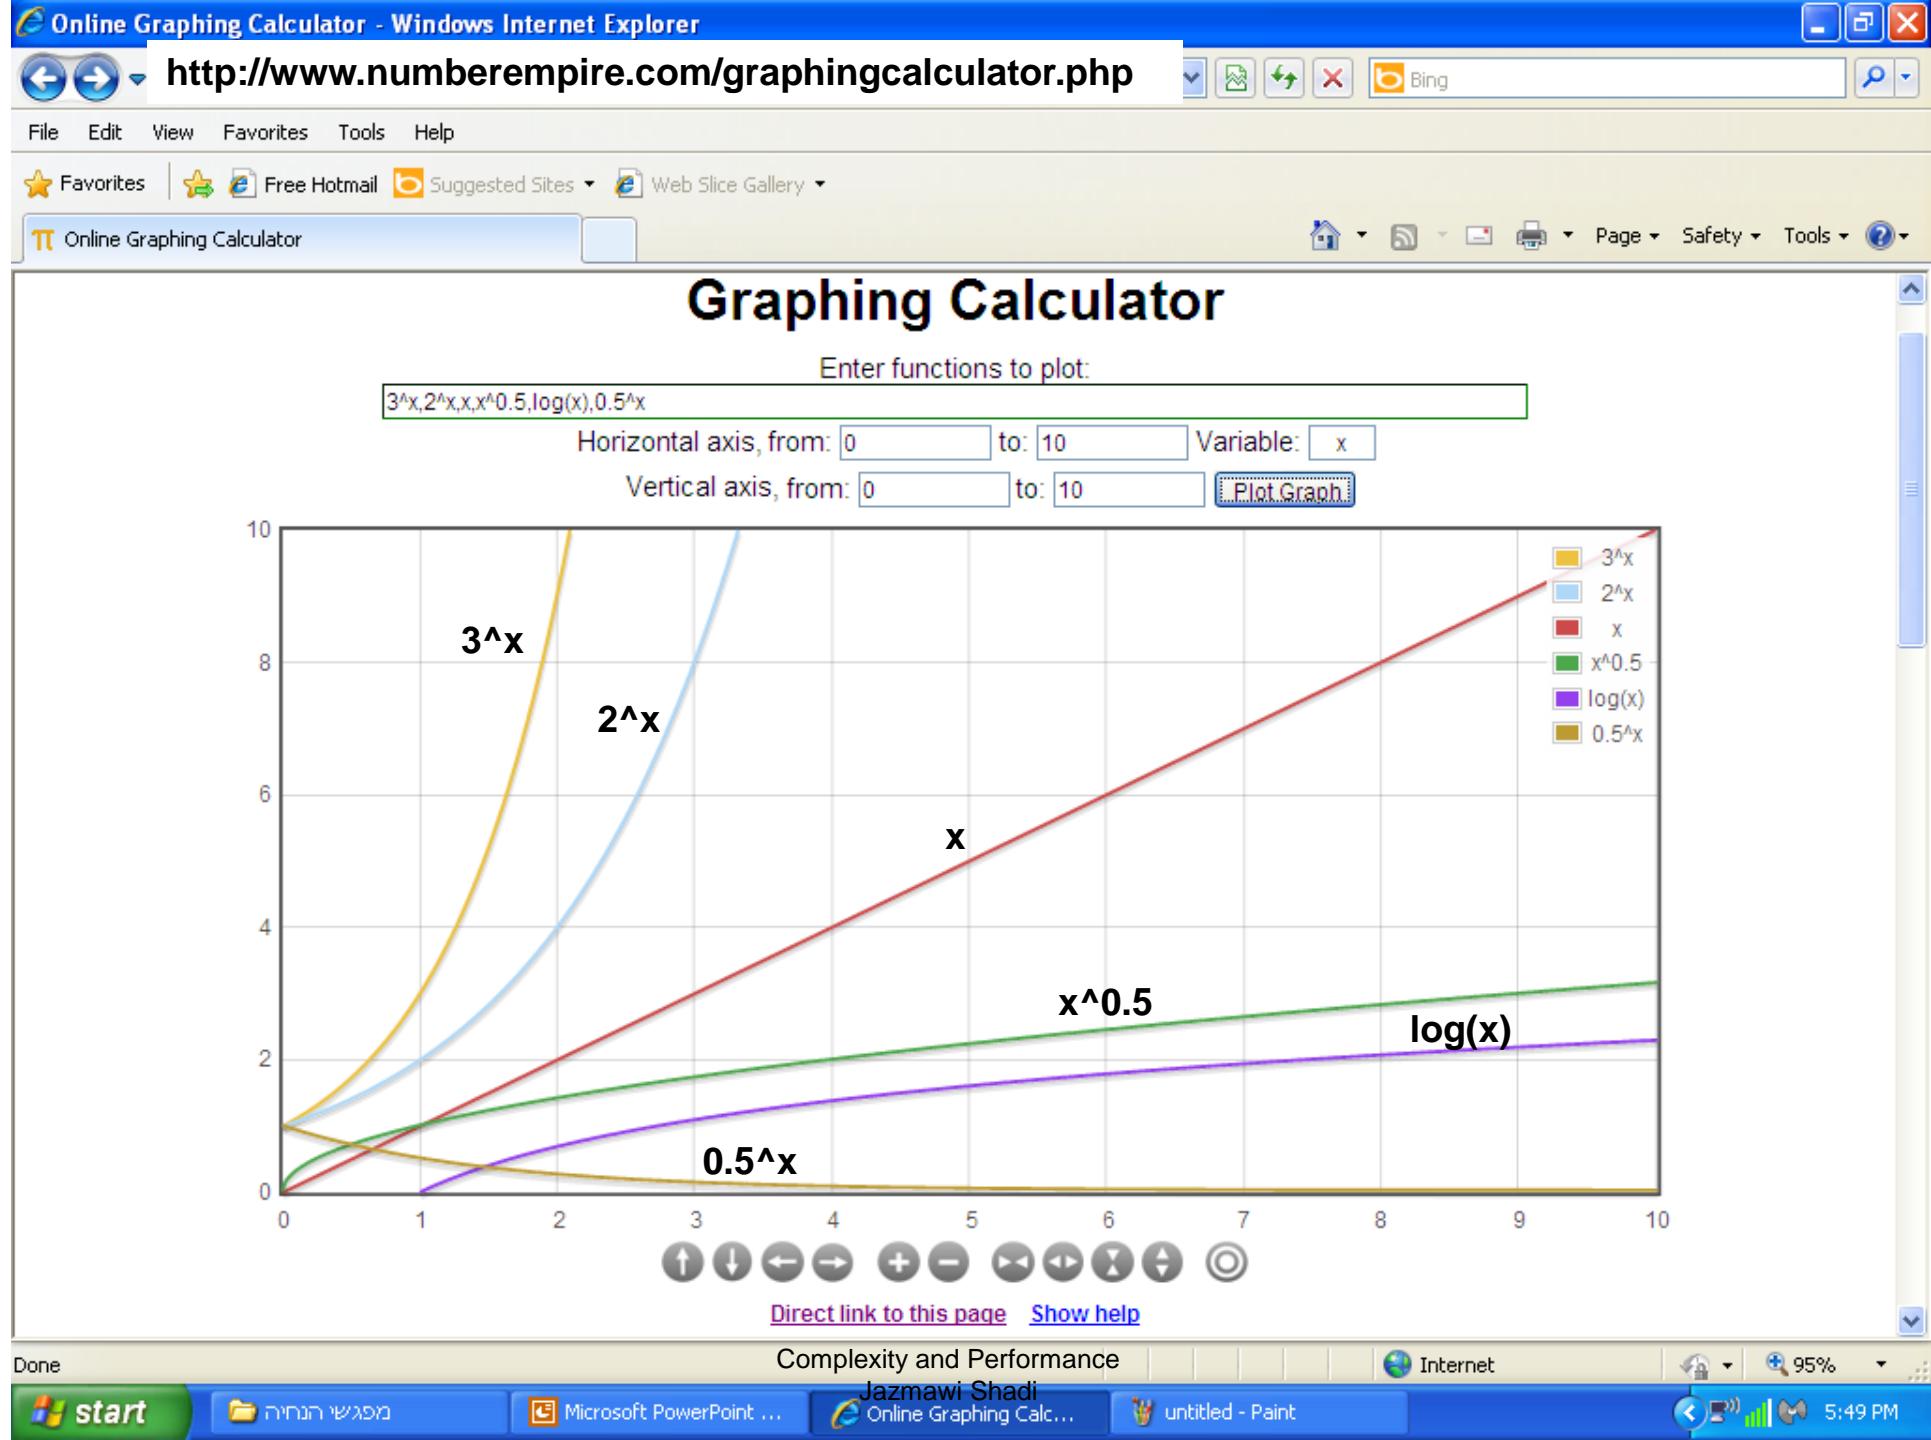 Online Graphing Calculator - Windows Internet Explorer
http://www.numberempire.com/graphingcalculator.php
Bing
File Edit View Favorites Tools Help
Favorites Free Hotmail Suggested Sites Web Slice Gallery
Online Graphing Calculator Page Safety Tools
Graphing Calculator
Enter functions to plot:
3^x,2^x,x,x^0.5,log(x),0.5^x
Horizontal axis, from: 0 to: 10 Variable: x
Vertical axis, from: 0 to: 10 Plot Graph
10
8
6
4
2
0
3^x
2^x
x
x^0.5
log(x)
0.5^x
3^x
2^x
x
x^0.5
log(x)
0.5^x
0 1 2 3 4 5 6 7 8 9 10
Direct link to this page Show help
Done Internet 95%
Complexity and Performance
Jazmawi Shadi
start מפגשי הנחיה Microsoft PowerPoint ... Online Graphing Calc... untitled - Paint 5:49 PM